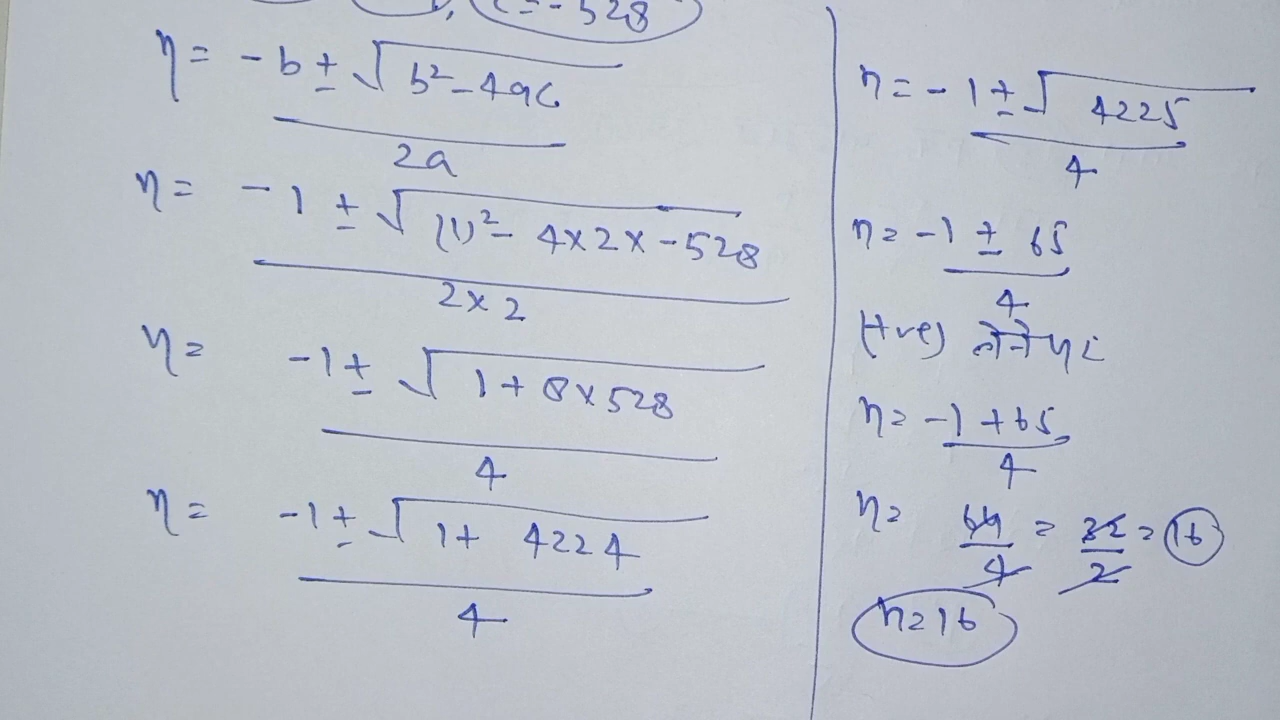 c = - 528
η = -b ± √b² - 4ac
2a
η = -1 ± √(1)² - 4×2×-528
2×2
η = -1 ± √1 + 8×528
4
η = -1 ± √1 + 4224
4
η = -1 ± √4225
4
η = -1 ± 65
4
(+ve) लेने पर
η = -1 + 65
4
η = 64/4 = 32/2 = 16
η = 16